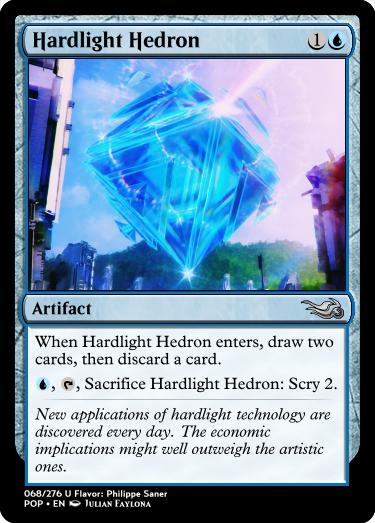 Hardlight Hedron 1
Artifact
When Hardlight Hedron enters, draw two
cards, then discard a card.
, , Sacrifice Hardlight Hedron: Scry 2.
New applications of hardlight technology are
discovered every day. The economic
implications might well outweigh the artistic
ones.
068/276 U Flavor: Philippe Saner
POP • EN Julian Faylona